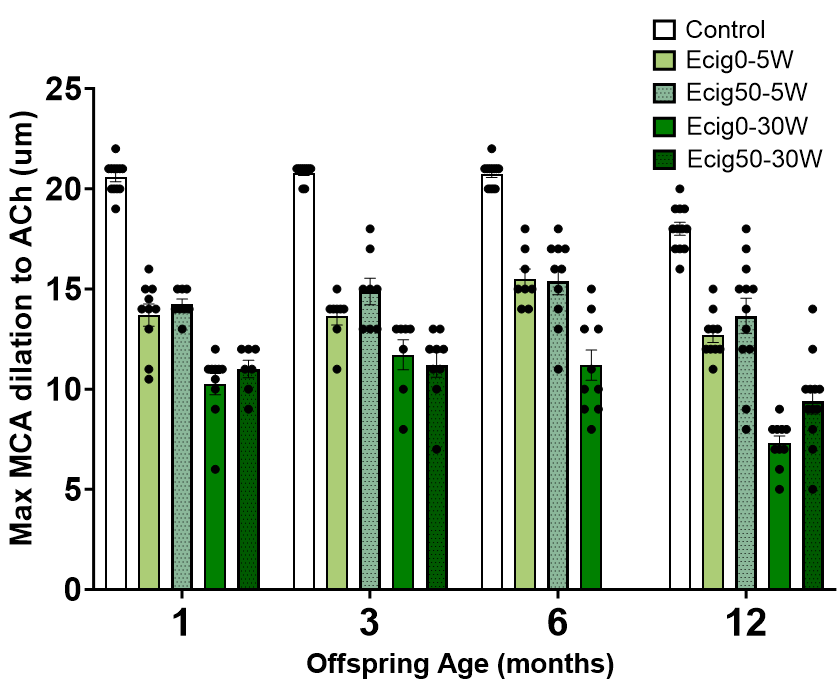 Control
Ecig0-5W
Ecig50-5W
Ecig0-30W
Ecig50-30W
Max MCA dilation to ACh (um)
25
20
15
10
5
0
1 3 6 12
Offspring Age (months)